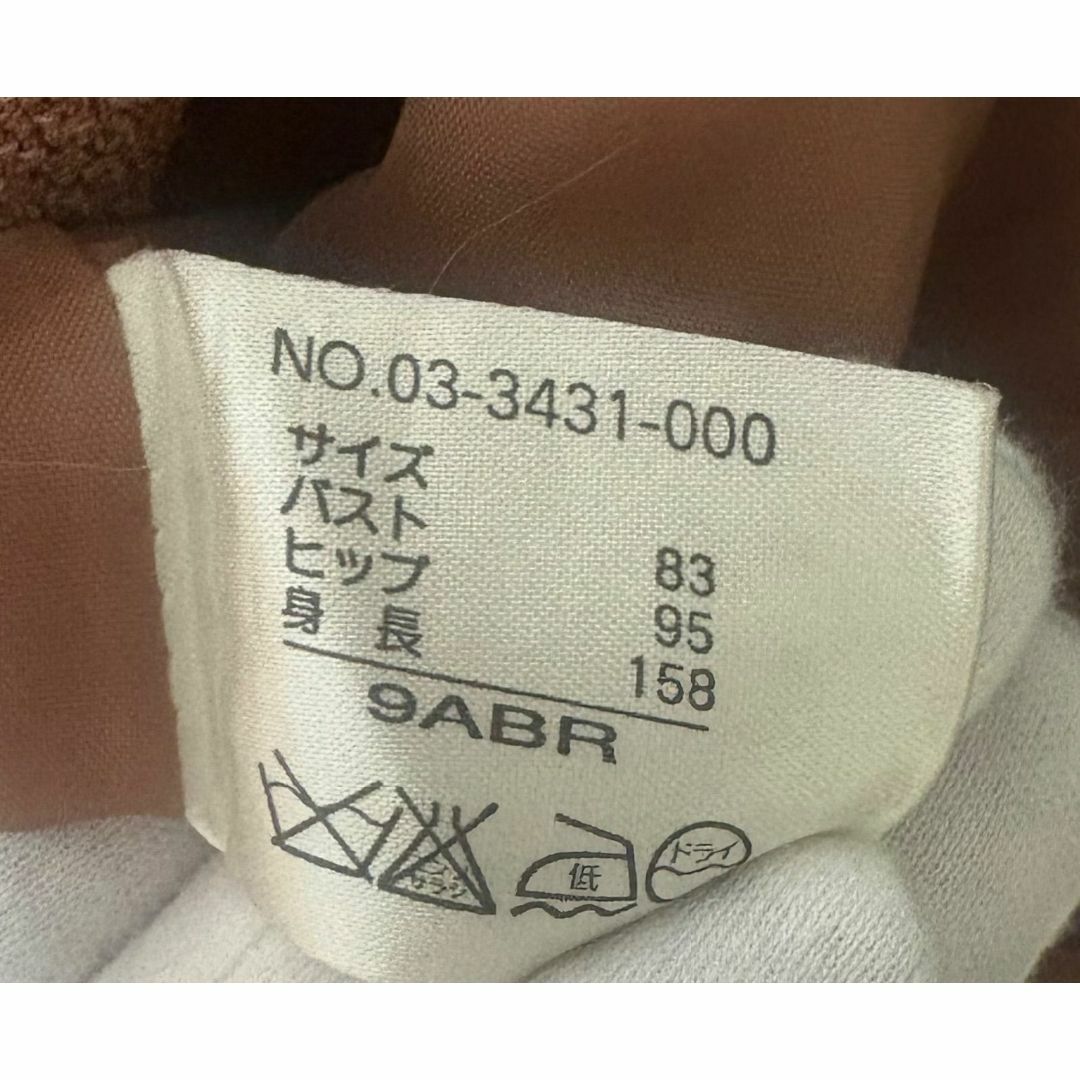 NO.03-3431-000
サイズ
バスト 83
ヒップ 95
身長 158
9ABR
低
ドライ